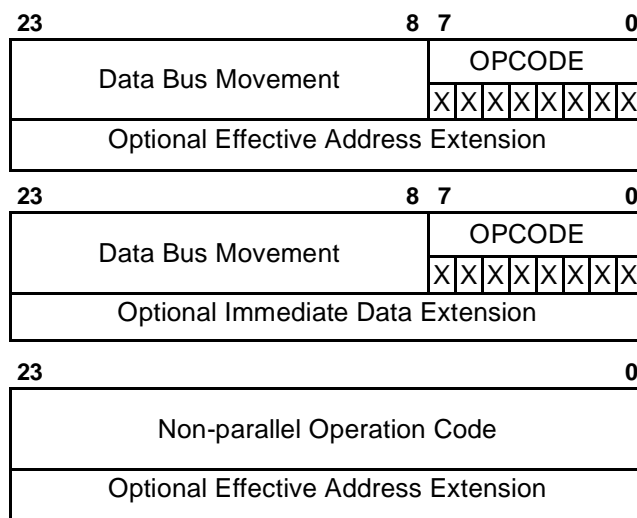 23 8 7 0
OPCODE
Data Bus Movement
X X X X X X X X
Optional Effective Address Extension
23 8 7 0
OPCODE
Data Bus Movement
X X X X X X X X
Optional Immediate Data Extension
23 0
Non-parallel Operation Code
Optional Effective Address Extension